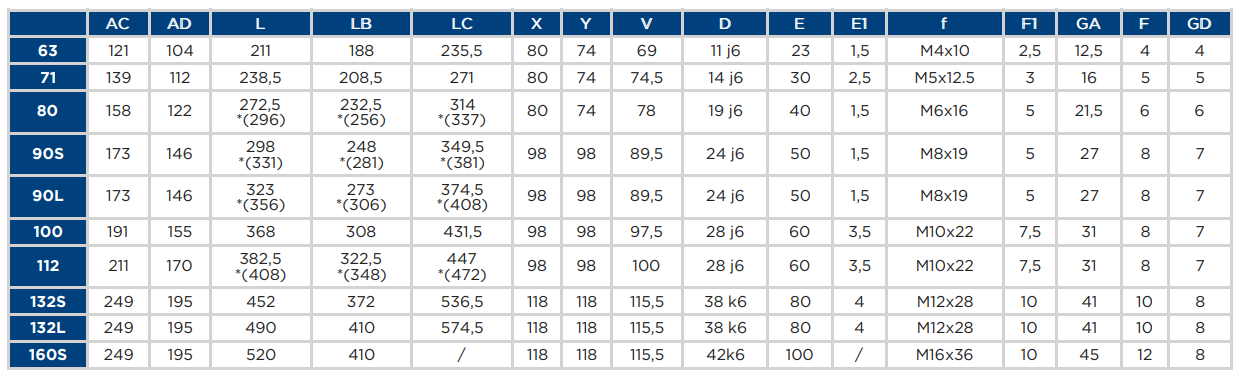 AC AD L LB LC X Y V D E E1 f F1 GA F GD
63 121 104 211 188 235,5 80 74 69 11 j6 23 1,5 M4x10 2,5 12,5 4 4
71 139 112 238,5 208,5 271 80 74 74,5 14 j6 30 2,5 M5x12.5 3 16 5 5
80 158 122 272,5 *(296) 232,5 *(256) 314 *(337) 80 74 78 19 j6 40 1,5 M6x16 5 21,5 6 6
90S 173 146 298 *(331) 248 *(281) 349,5 *(381) 98 98 89,5 24 j6 50 1,5 M8x19 5 27 8 7
90L 173 146 323 *(356) 273 *(306) 374,5 *(408) 98 98 89,5 24 j6 50 1,5 M8x19 5 27 8 7
100 191 155 368 308 431,5 98 98 97,5 28 j6 60 3,5 M10x22 7,5 31 8 7
112 211 170 382,5 *(408) 322,5 *(348) 447 *(472) 98 98 100 28 j6 60 3,5 M10x22 7,5 31 8 7
132S 249 195 452 372 536,5 118 118 115,5 38 k6 80 4 M12x28 10 41 10 8
132L 249 195 490 410 574,5 118 118 115,5 38 k6 80 4 M12x28 10 41 10 8
160S 249 195 520 410 / 118 118 115,5 42k6 100 / M16x36 10 45 12 8